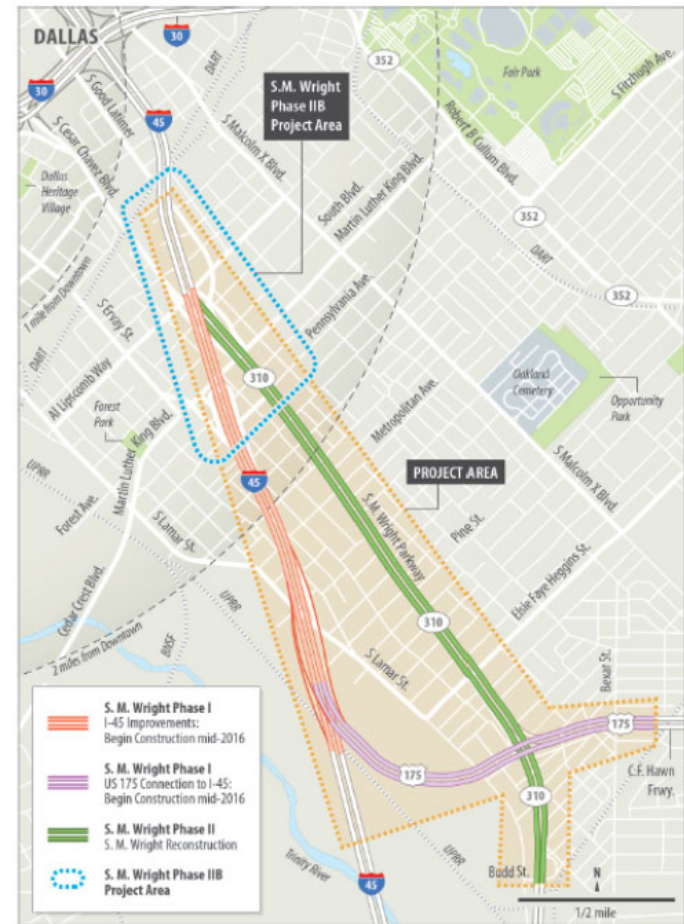 DALLAS
30
30
45
352
DART
Fair Park
S Fitzhugh Ave.
S Good Latimer
S.M. Wright
Phase IIB
Project Area
S Cesar Chavez Blvd.
S Malcolm X Blvd.
Robert B Cullum Blvd.
Dallas
Heritage
Village
South Blvd.
Martin Luther King Blvd.
352
DART
352
1 mile from Downtown
S Ervay St.
Pennsylvania Ave.
DART
Al Lipscomb Way
310
Oakland
Cemetery
Opportunity
Park
Forest
Park
Metropolitan Ave.
Martin Luther King Blvd.
PROJECT AREA
S Malcolm X Blvd.
UPRR
45
Forest Ave.
S.M. Wright Parkway
Pine St.
S Lamar St.
Elsie Faye Heggins St.
Cedar Crest Blvd.
UPRR
BNSF
310
2 miles from Downtown
S Lamar St.
Bexar St.
175
175
C.F. Hawn
Frwy.
310
S. M. Wright Phase I
I-45 Improvements:
Begin Construction mid-2016
S. M. Wright Phase I
US 175 Connection to I-45:
Begin Construction mid-2016
S. M. Wright Phase II
S. M. Wright Reconstruction
S. M. Wright Phase IIB
Project Area
Trinity River
45
UPRR
Budd St.
N
1/2 mile